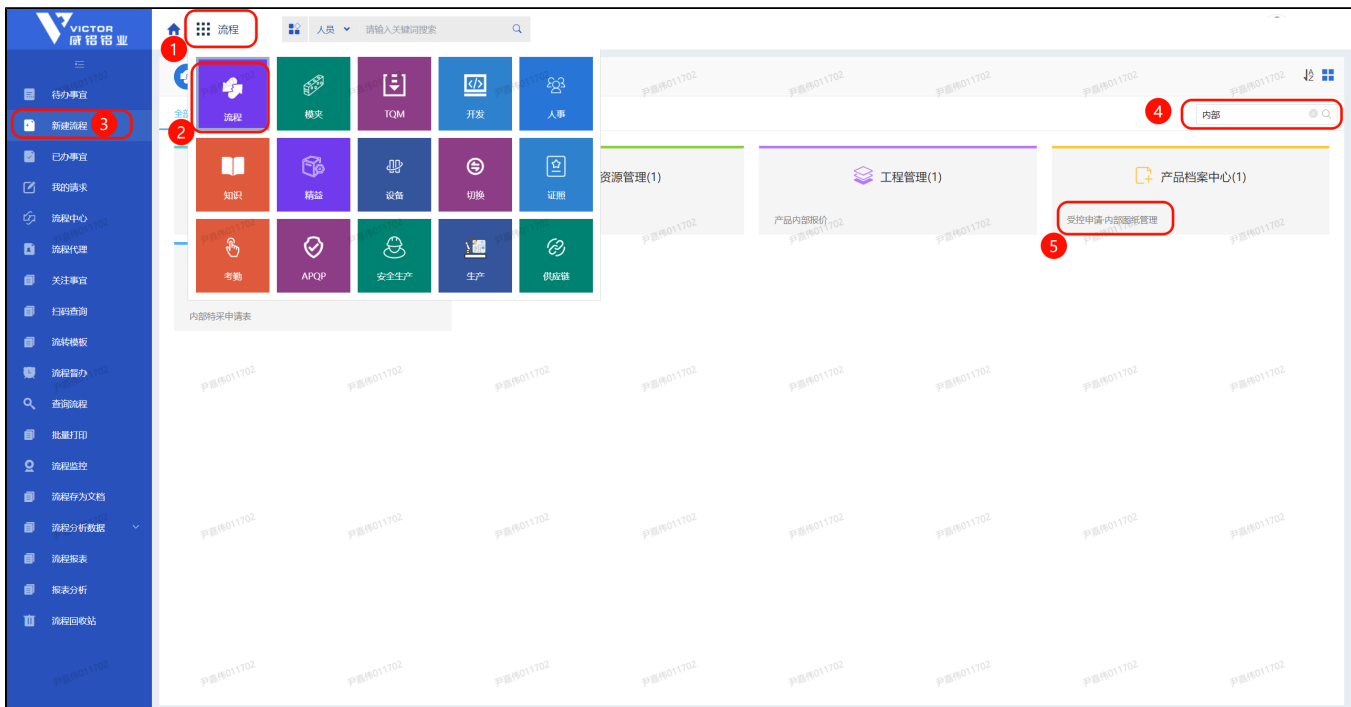 VICTOR
威铝铝业
流程
人员
请输入关键词搜索
1
待办事宜
新建流程
3
已办事宜
我的请求
流程中心
流程代理
关注事宜
扫码查询
流转模板
流程督办
查询流程
批量打印
流程监控
流程存为文档
流程分析数据
流程报表
报表分析
流程回收站
2
流程
模夹
TQM
开发
人事
知识
精益
设备
切换
证照
考勤
APQP
安全生产
生产
供应链
4
内部
资源管理(1)
工程管理(1)
产品档案中心(1)
产品内部报价
受控申请-内部图纸管理
5
内部特采申请表